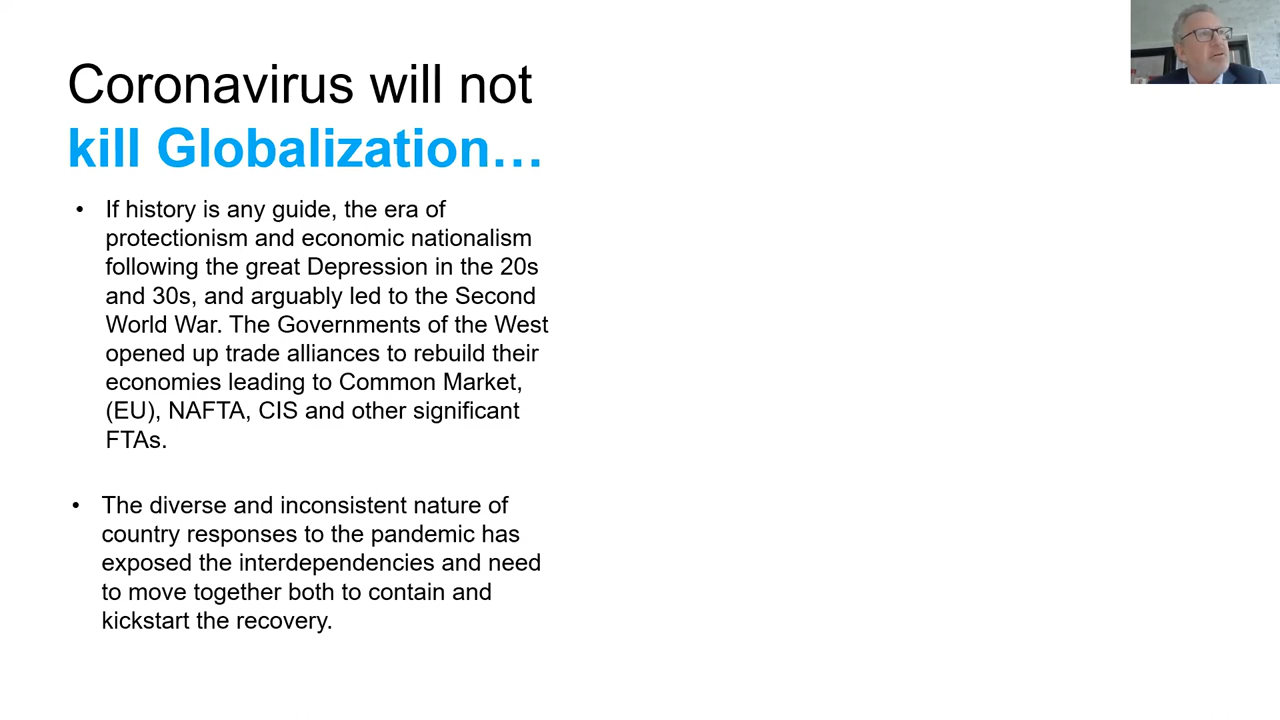 Coronavirus will not
kill Globalization…
• If history is any guide, the era of
protectionism and economic nationalism
following the great Depression in the 20s
and 30s, and arguably led to the Second
World War. The Governments of the West
opened up trade alliances to rebuild their
economies leading to Common Market,
(EU), NAFTA, CIS and other significant
FTAs.
• The diverse and inconsistent nature of
country responses to the pandemic has
exposed the interdependencies and need
to move together both to contain and
kickstart the recovery.